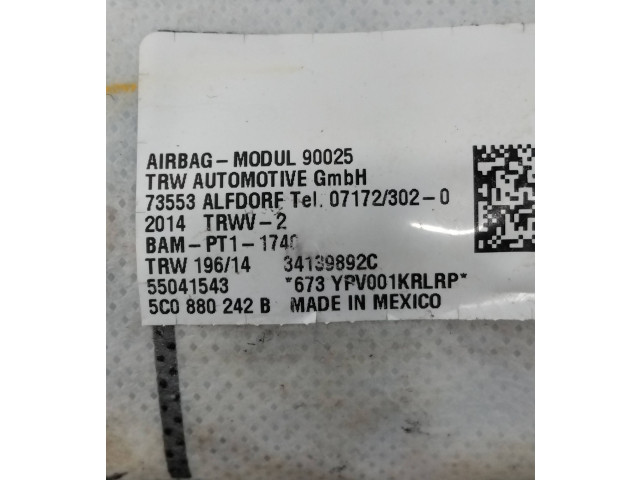 AIRBAG-MODUL 90025
TRW AUTOMOTIVE GmbH
73553 ALFDORF Tel. 07172/302-0
2014 TRWV-2
BAM-PT1-1740
TRW 196/14 34139892C
55041543 *673 YPV001KRLRP*
5C0 880 242 B MADE IN MEXICO